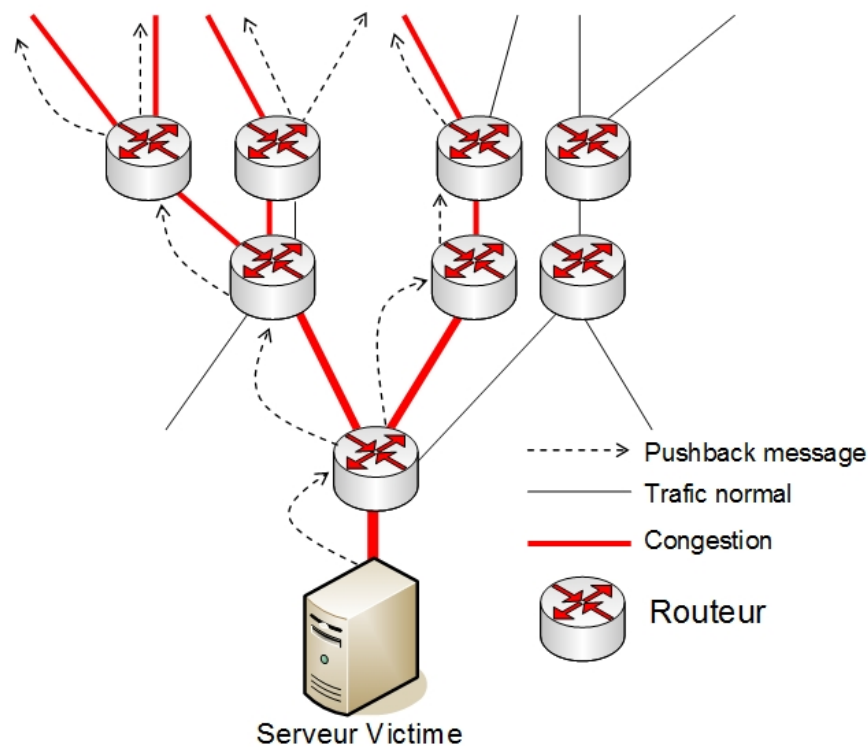 Pushback message
Trafic normal
Congestion
Routeur
Serveur Victime